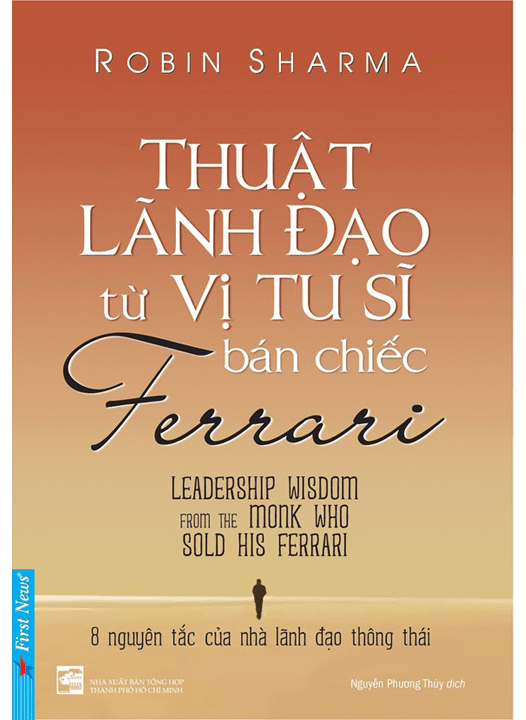 ROBIN SHARMA
THUẬT
LÃNH ĐẠO
từ VỊ TU SĨ
bán chiếc
Ferrari
LEADERSHIP WISDOM
FROM THE MONK WHO
SOLD HIS FERRARI
8 nguyên tắc của nhà lãnh đạo thông thái
First News®
NHÀ XUẤT BẢN TỔNG HỢP
THÀNH PHỐ HỒ CHÍ MINH
Nguyễn Phương Thúy dịch